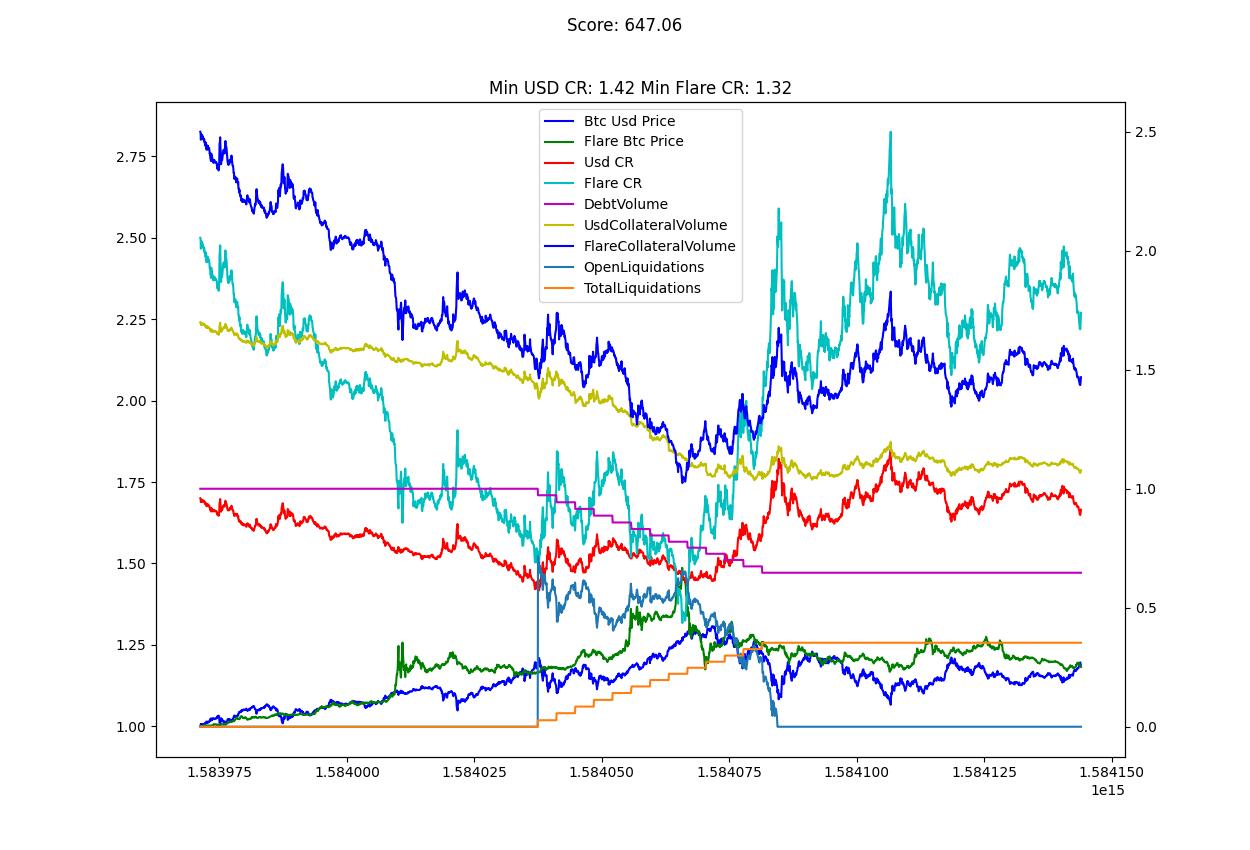 Score: 647.06
Min USD CR: 1.42 Min Flare CR: 1.32
Btc Usd Price
Flare Btc Price
Usd CR
Flare CR
DebtVolume
UsdCollateralVolume
FlareCollateralVolume
OpenLiquidations
TotalLiquidations
2.75
2.50
2.25
2.00
1.75
1.50
1.25
1.00
2.5
2.0
1.5
1.0
0.5
0.0
1.583975
1.584000
1.584025
1.584050
1.584075
1.584100
1.584125
1.584150
1e15